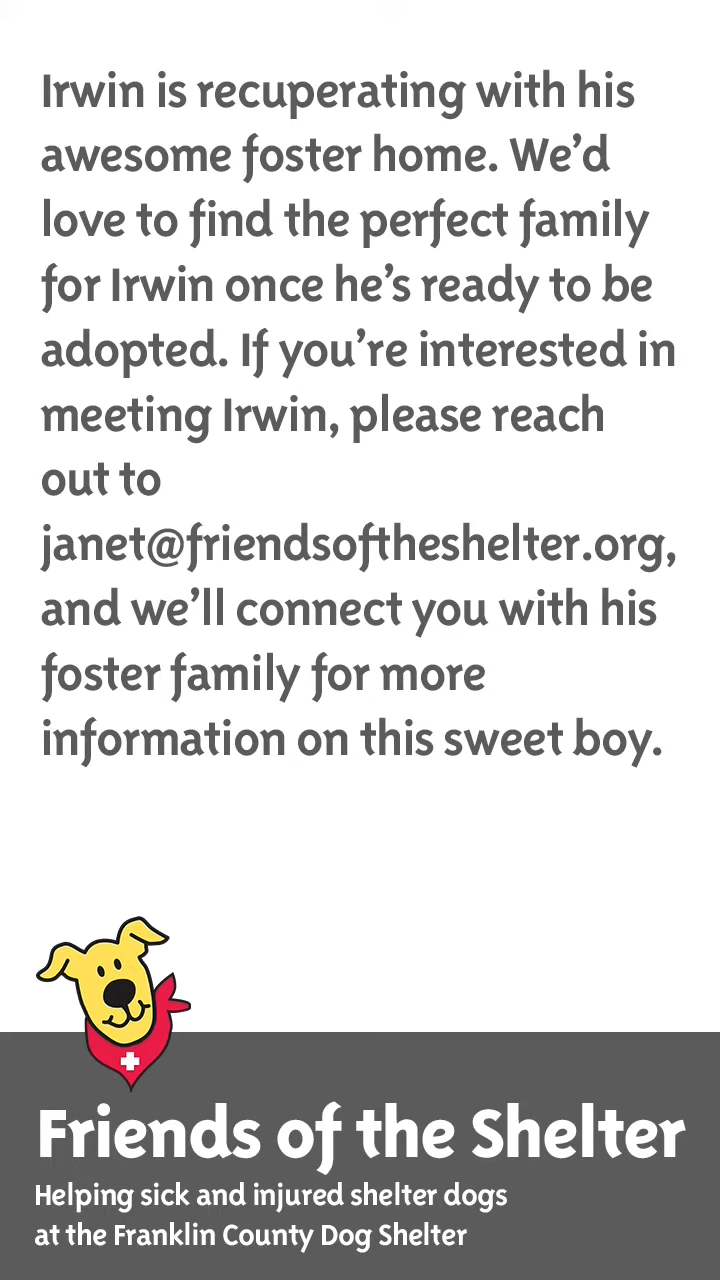 Irwin is recuperating with his
awesome foster home. We’d
love to find the perfect family
for Irwin once he’s ready to be
adopted. If you’re interested in
meeting Irwin, please reach
out to
janet@friendsoftheshelter.org,
and we’ll connect you with his
foster family for more
information on this sweet boy.
Friends of the Shelter
Helping sick and injured shelter dogs
at the Franklin County Dog Shelter